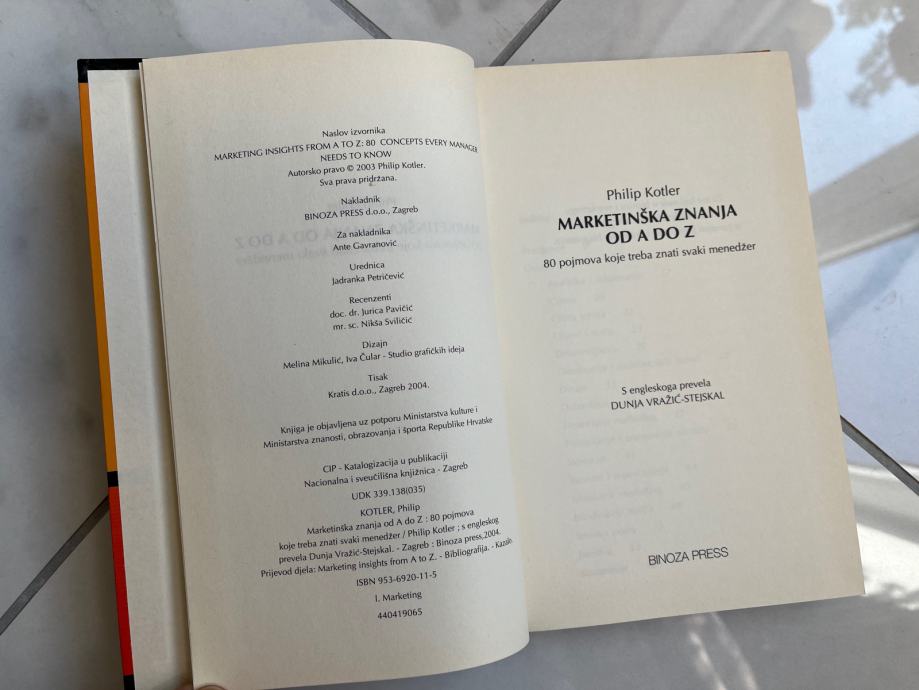 Naslov izvornika
MARKETING INSIGHTS FROM A TO Z: 80 CONCEPTS EVERY MANAGER
NEEDS TO KNOW
Autorsko pravo © 2003 Philip Kotler.
Sva prava pridržana.
Nakladnik
BINOZA PRESS d.o.o., Zagreb
Za nakladnika
Ante Gavranović
Urednica
Jadranka Petričević
Recenzenti
doc. dr. Jurica Pavičić
mr. sc. Nikša Sviličić
Dizajn
Melina Mikulić, Iva Čular - Studio grafičkih ideja
Tisak
Kratis d.o.o., Zagreb 2004.
Knjiga je objavljena uz potporu Ministarstva kulture i
Ministarstva znanosti, obrazovanja i športa Republike Hrvatske
CIP - Katalogizacija u publikaciji
Nacionalna i sveučilišna knjižnica - Zagreb
UDK 339.138(035)
KOTLER, Philip
Marketinška znanja od A do Z : 80 pojmova
koje treba znati svaki menedžer / Philip Kotler ; s engleskog
prevela Dunja Vražić-Stejskal. - Zagreb : Binoza press,2004.
Prijevod djela: Marketing insights from A to Z. - Bibliografija. - Kazalo.
ISBN 953-6920-11-5
I. Marketing
440419065
Philip Kotler
MARKETINŠKA ZNANJA
OD A DO Z
80 pojmova koje treba znati svaki menedžer
S engleskoga prevela
DUNJA VRAŽIĆ-STEJSKAL
BINOZA PRESS